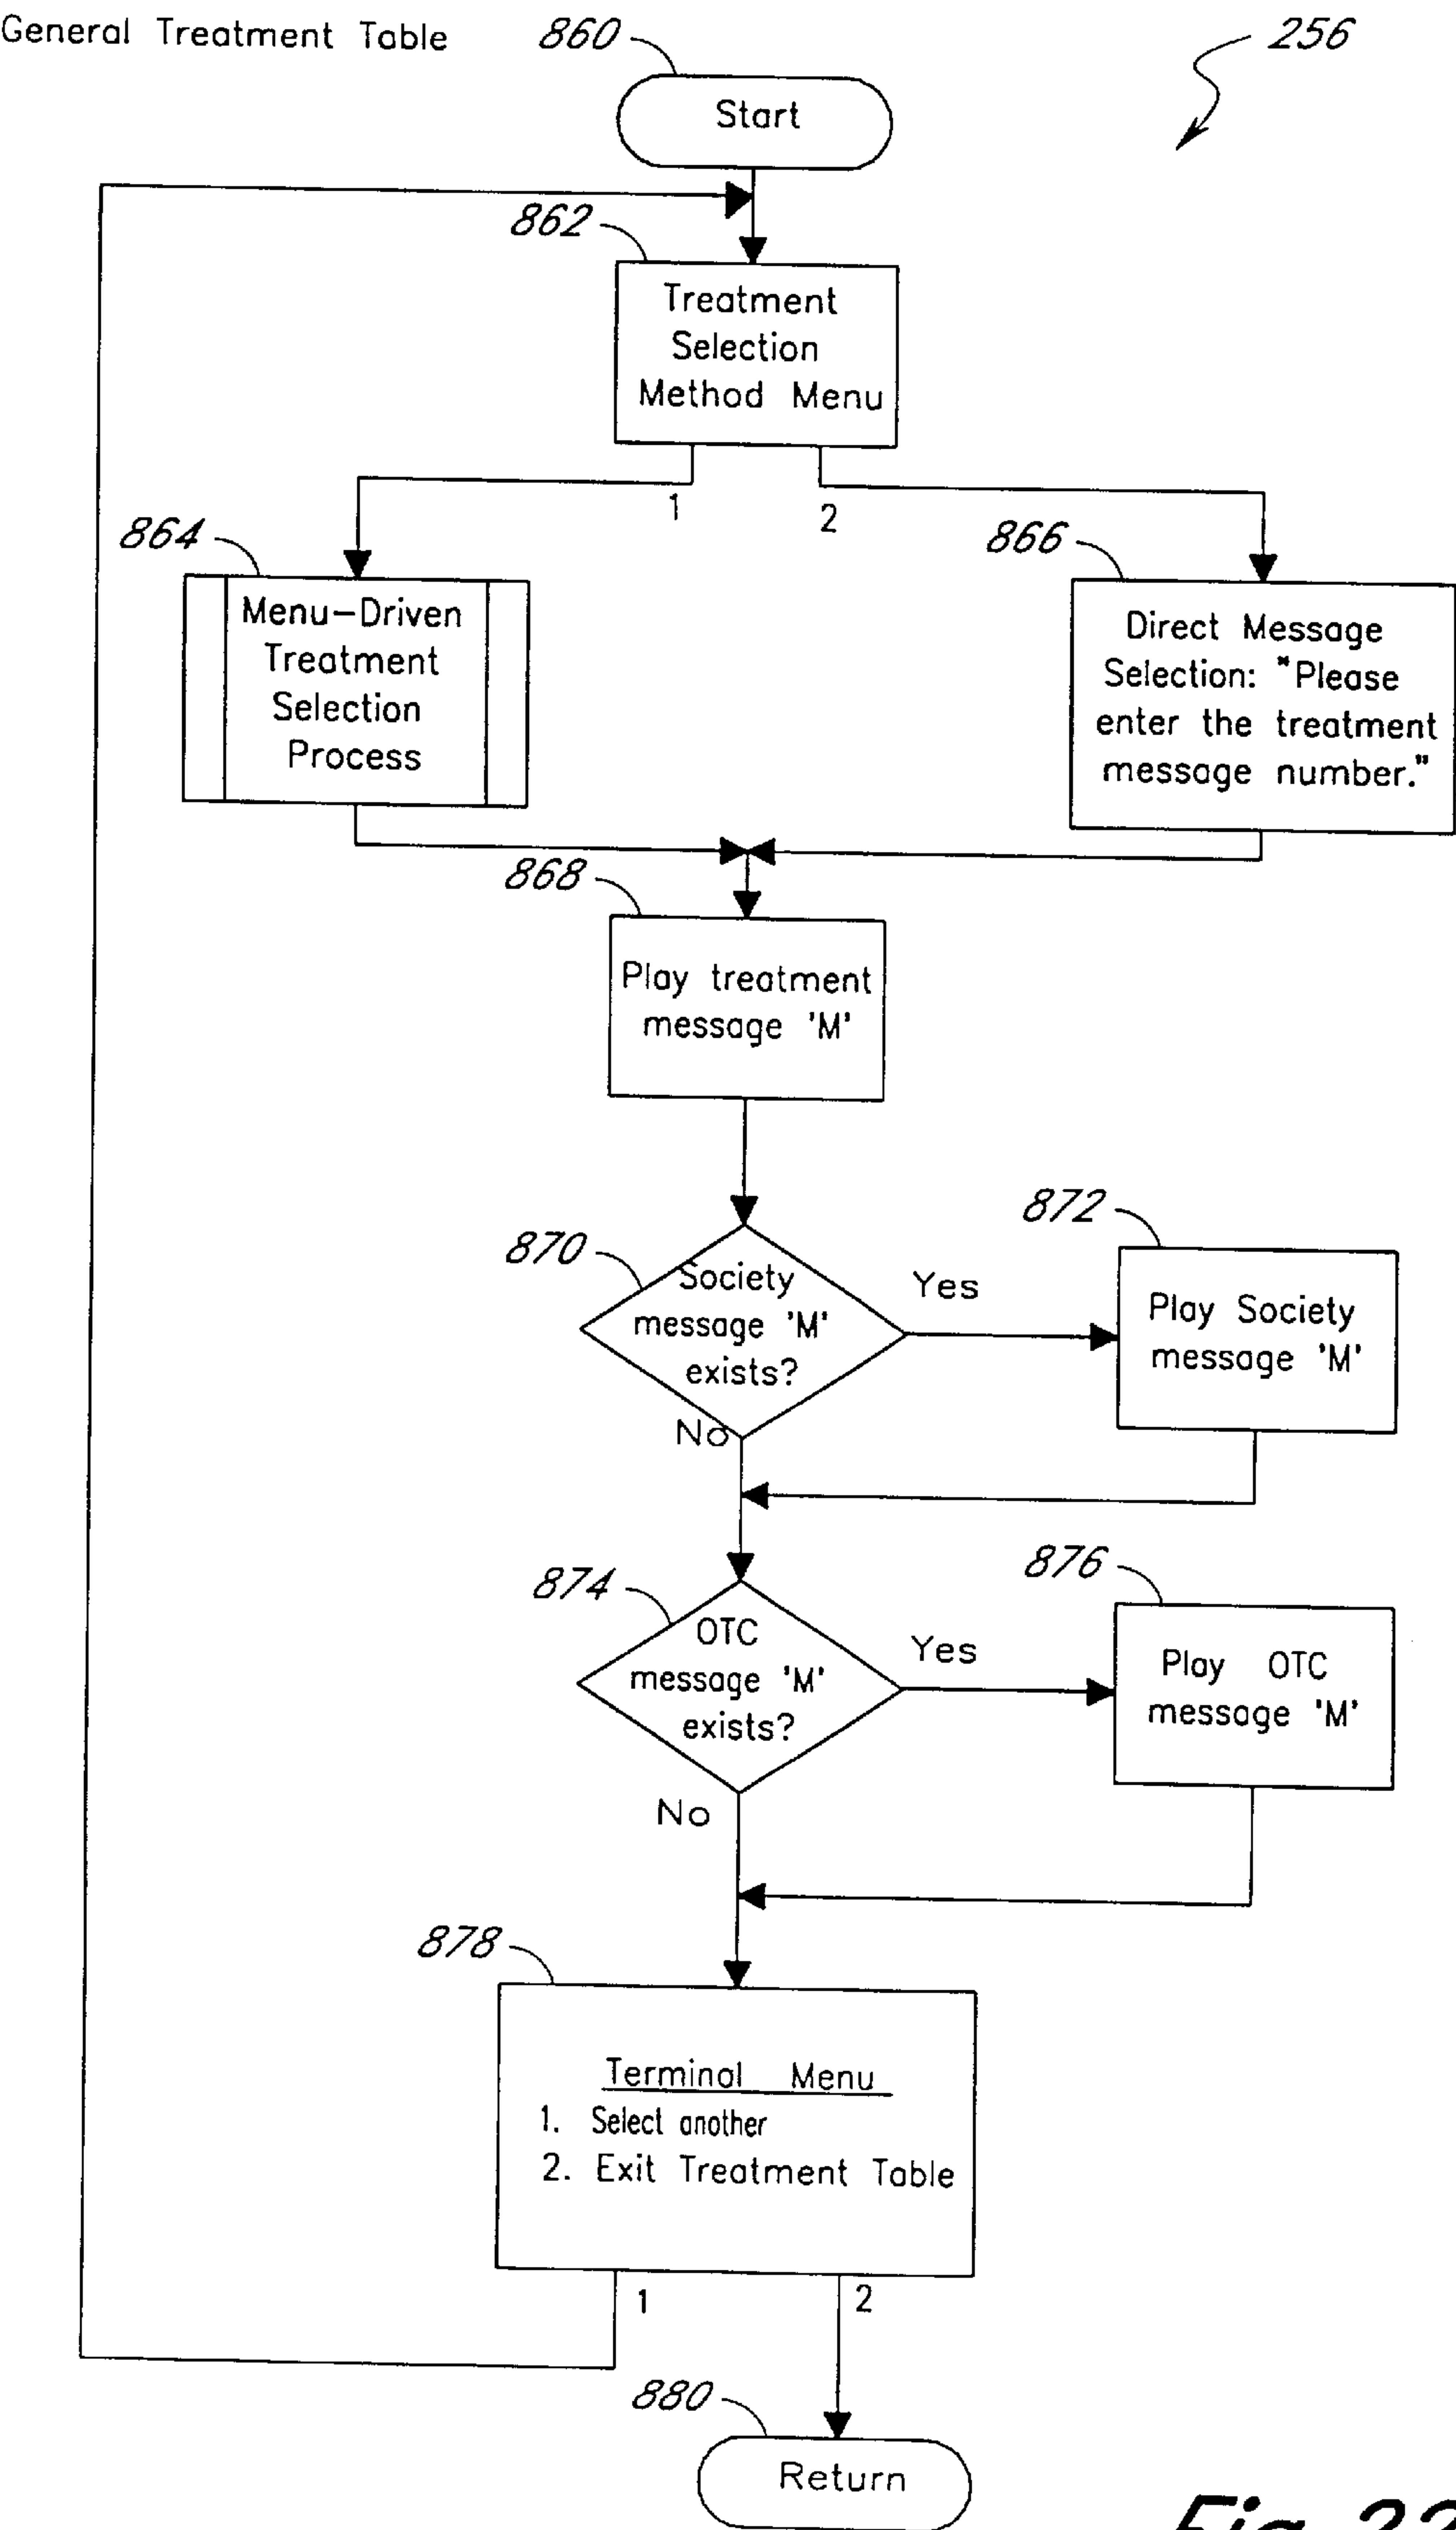 General Treatment Table
860
256
Start
862
Treatment
Selection
Method Menu
1
2
864
866
Menu-Driven
Treatment
Selection
Process
Direct Message
Selection: "Please
enter the treatment
message number."
868
Play treatment
message 'M'
870
872
Society
message 'M'
exists?
Yes
Play Society
message 'M'
No
874
876
OTC
message 'M'
exists?
Yes
Play OTC
message 'M'
No
878
Terminal Menu
1. Select another
2. Exit Treatment Table
1
2
880
Return